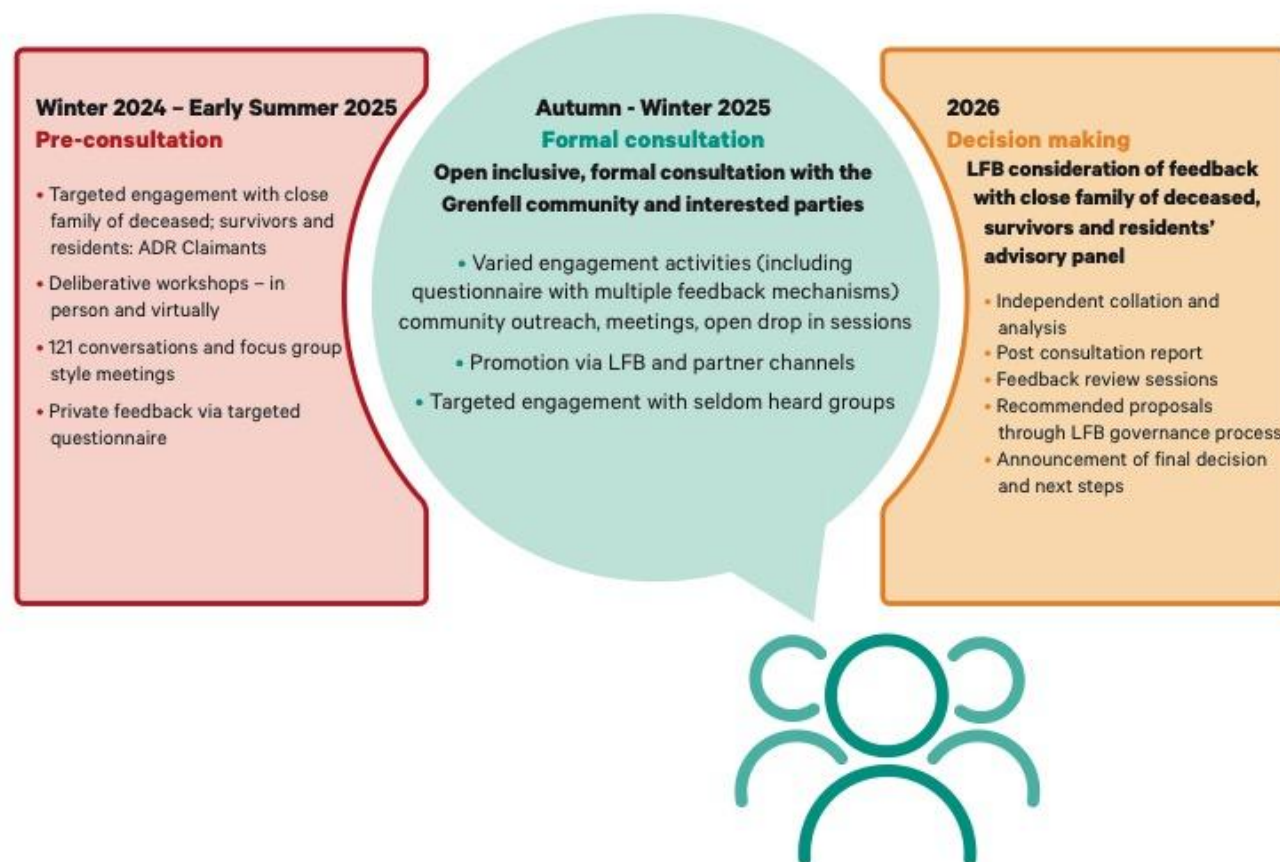 Winter 2024 – Early Summer 2025
Pre-consultation
• Targeted engagement with close
family of deceased; survivors and
residents: ADR Claimants
• Deliberative workshops – in
person and virtually
• 121 conversations and focus group
style meetings
• Private feedback via targeted
questionnaire
Autumn - Winter 2025
Formal consultation
Open inclusive, formal consultation with the
Grenfell community and interested parties
• Varied engagement activities (including
questionnaire with multiple feedback mechanisms)
community outreach, meetings, open drop in sessions
• Promotion via LFB and partner channels
• Targeted engagement with seldom heard groups
2026
Decision making
LFB consideration of feedback
with close family of deceased,
survivors and residents’
advisory panel
• Independent collation and
analysis
• Post consultation report
• Feedback review sessions
• Recommended proposals
through LFB governance process
• Announcement of final decision
and next steps